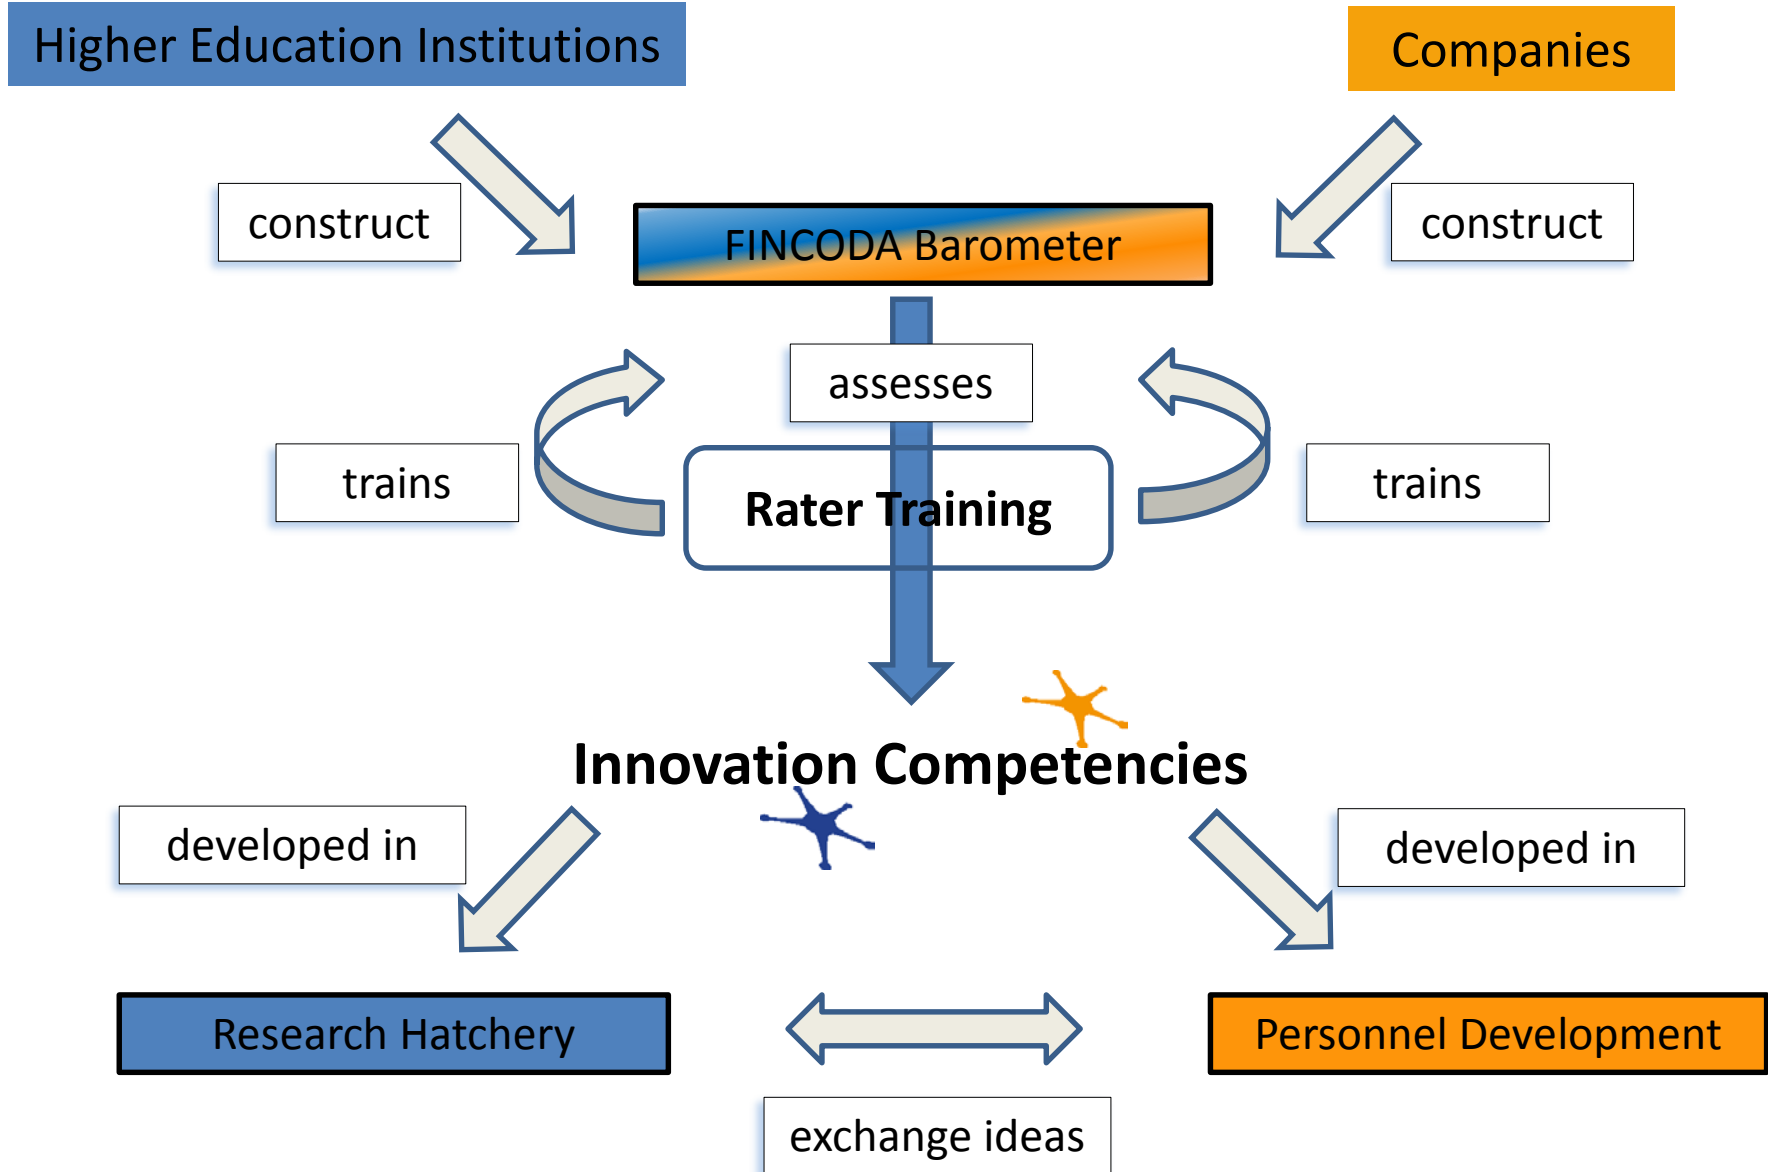 Higher Education Institutions
Companies
construct
construct
FINCODA Barometer
assesses
trains
trains
Rater Training
Innovation Competencies
developed in
developed in
Research Hatchery
Personnel Development
exchange ideas